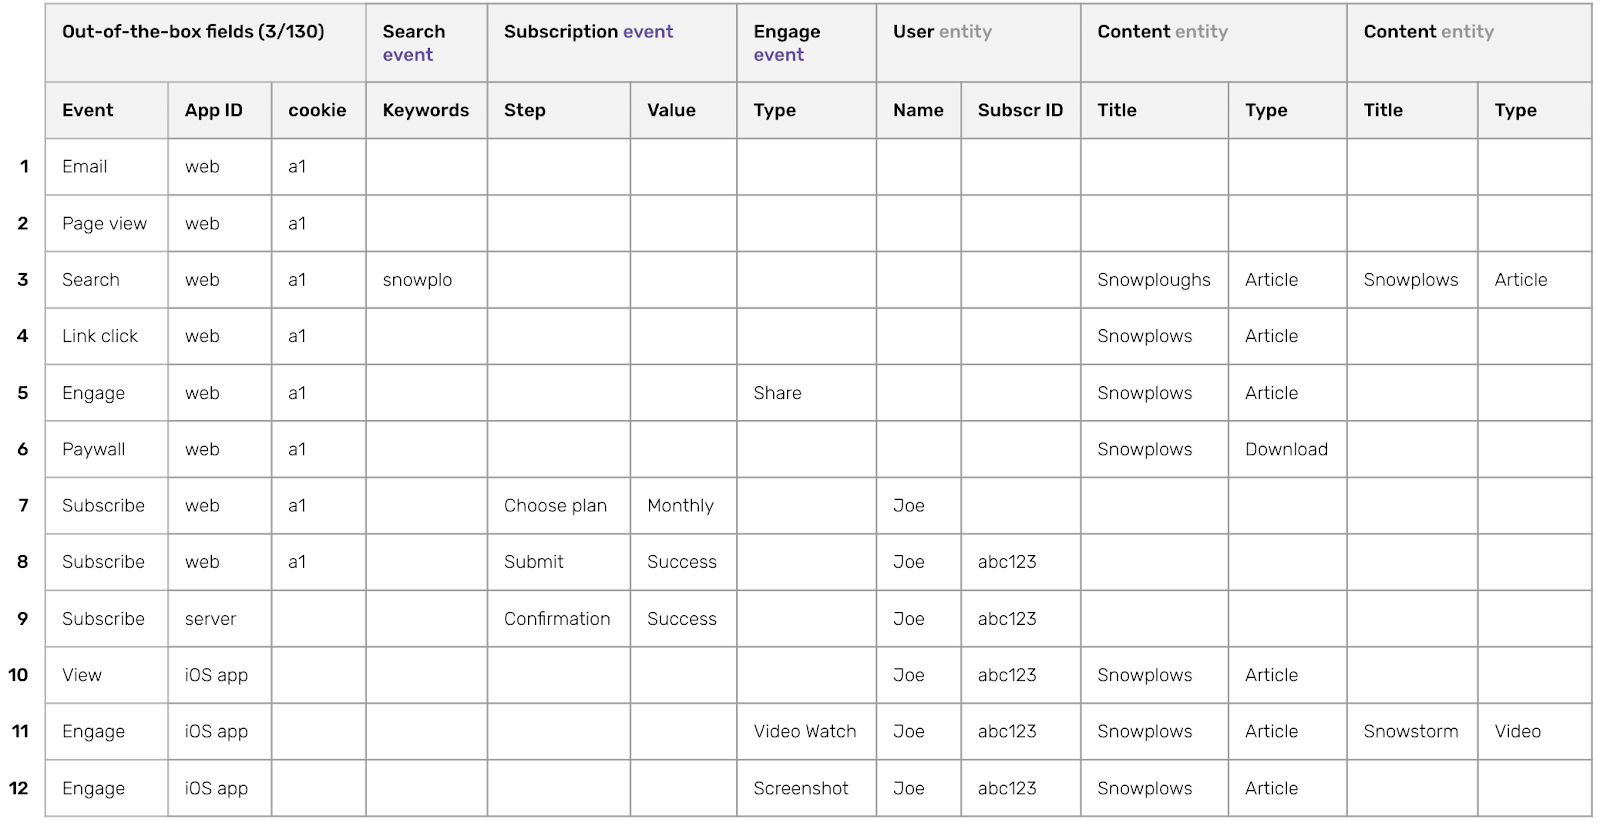 Out-of-the-box fields (3/130) Search event Subscription event Engage event User entity Content entity Content entity
Event App ID cookie Keywords Step Value Type Name Subscr ID Title Type Title Type
1 Email web a1
2 Page view web a1
3 Search web a1 snowplo Snowploughs Article Snowplows Article
4 Link click web a1 Snowplows Article
5 Engage web a1 Share Snowplows Article
6 Paywall web a1 Snowplows Download
7 Subscribe web a1 Choose plan Monthly Joe
8 Subscribe web a1 Submit Success Joe abc123
9 Subscribe server Confirmation Success Joe abc123
10 View iOS app Joe abc123 Snowplows Article
11 Engage iOS app Video Watch Joe abc123 Snowplows Article Snowstorm Video
12 Engage iOS app Screenshot Joe abc123 Snowplows Article